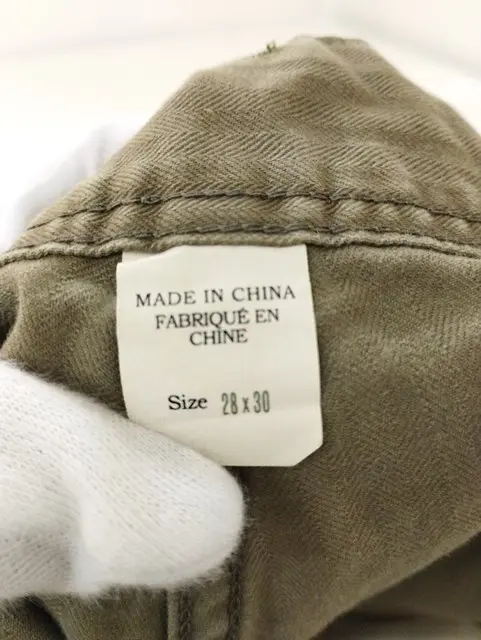 MADE IN CHINA
FABRIQUÉ EN
CHINE
Size 28 x 30